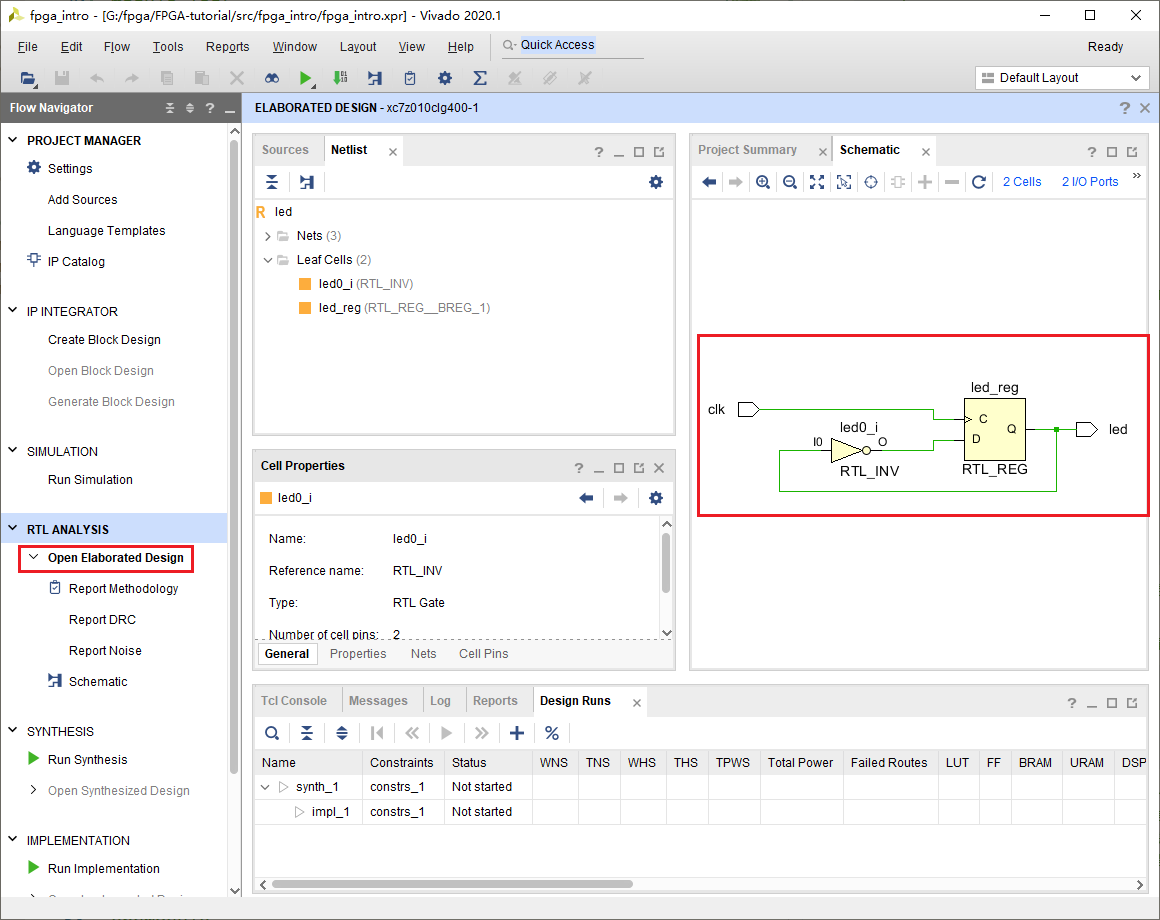 fpga_intro - [G:/fpga/FPGA-tutorial/src/fpga_intro/fpga_intro.xpr] - Vivado 2020.1
File Edit Flow Tools Reports Window Layout View Help Quick Access Ready
Default Layout
Flow Navigator
PROJECT MANAGER
Settings
Add Sources
Language Templates
IP Catalog
IP INTEGRATOR
Create Block Design
Open Block Design
Generate Block Design
SIMULATION
Run Simulation
RTL ANALYSIS
Open Elaborated Design
Report Methodology
Report DRC
Report Noise
Schematic
SYNTHESIS
Run Synthesis
Open Synthesized Design
IMPLEMENTATION
Run Implementation
ELABORATED DESIGN - xc7z010clg400-1
Sources Netlist
led
Nets (3)
Leaf Cells (2)
led0_i (RTL_INV)
led_reg (RTL_REG__BREG_1)
Cell Properties
led0_i
Name: led0_i
Reference name: RTL_INV
Type: RTL Gate
Number of cell pins: 2
General Properties Nets Cell Pins
Project Summary Schematic
2 Cells 2 I/O Ports
led_reg
clk
C
Q
D
led
led0_i
I0
O
RTL_INV
RTL_REG
Tcl Console Messages Log Reports Design Runs
Name Constraints Status WNS TNS WHS THS TPWS Total Power Failed Routes LUT FF BRAM URAM DSP
synth_1 constrs_1 Not started
impl_1 constrs_1 Not started